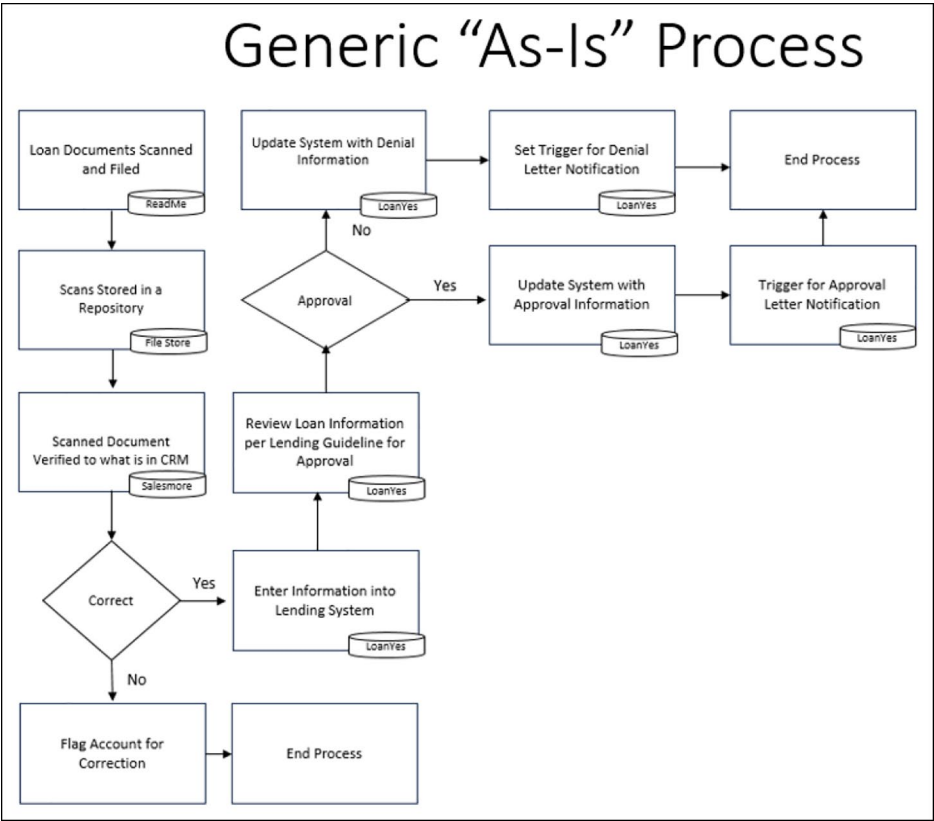 Generic “As-Is” Process
Loan Documents Scanned
and Filed
ReadMe
Update System with Denial
Information
LoanYes
Set Trigger for Denial
Letter Notification
LoanYes
End Process
No
Scans Stored in a
Repository
File Store
Approval
Yes
Update System with
Approval Information
LoanYes
Trigger for Approval
Letter Notification
LoanYes
Scanned Document
Verified to what is in CRM
Salesmore
Review Loan Information
per Lending Guideline for
Approval
LoanYes
Correct
Yes
Enter Information into
Lending System
LoanYes
No
Flag Account for
Correction
End Process